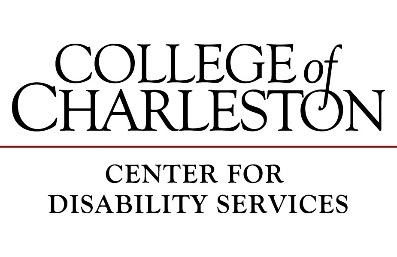 COLLEGE of
CHARLESTON
CENTER FOR
DISABILITY SERVICES